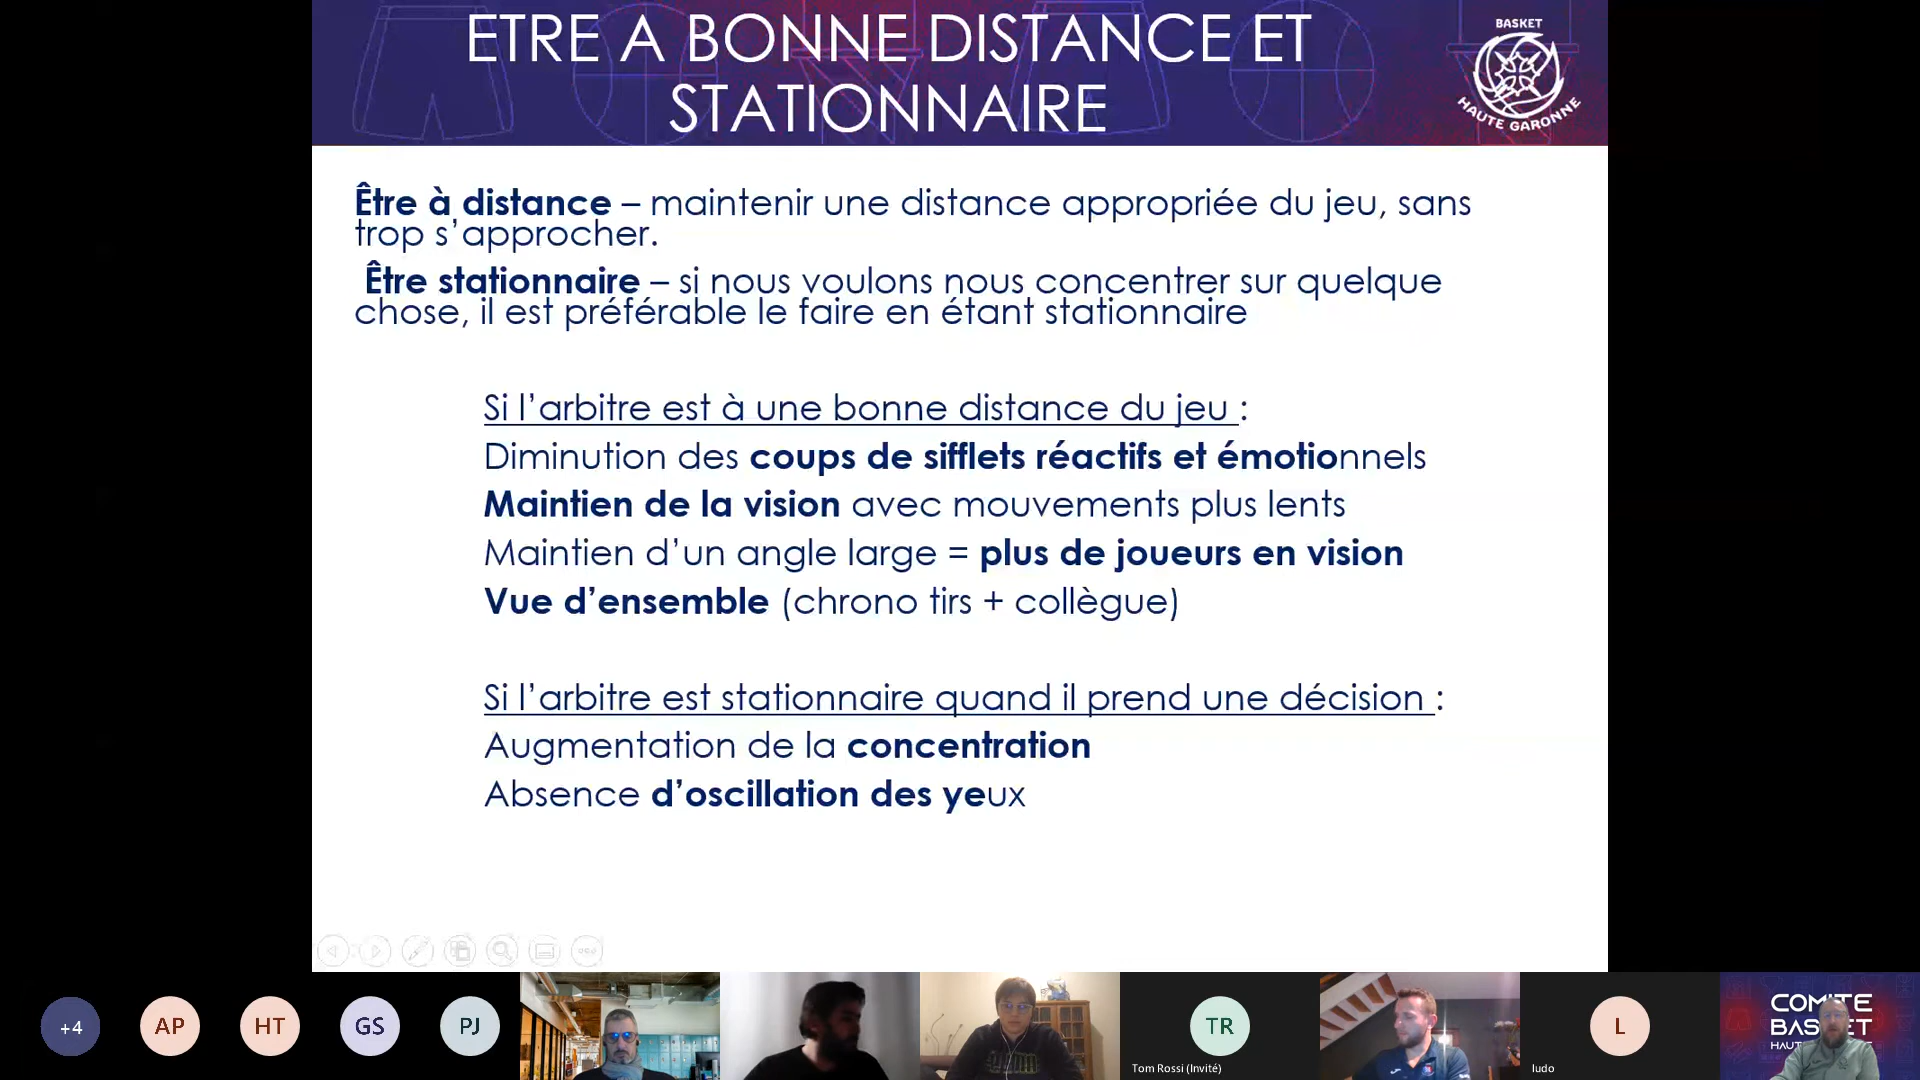 ETRE A BONNE DISTANCE ET
STATIONNAIRE
BASKET
HAUTE GARONNE
Être à distance – maintenir une distance appropriée du jeu, sans
trop s’approcher.
Être stationnaire – si nous voulons nous concentrer sur quelque
chose, il est préférable le faire en étant stationnaire
Si l’arbitre est à une bonne distance du jeu :
Diminution des coups de sifflets réactifs et émotionnels
Maintien de la vision avec mouvements plus lents
Maintien d’un angle large = plus de joueurs en vision
Vue d’ensemble (chrono tirs + collègue)
Si l’arbitre est stationnaire quand il prend une décision :
Augmentation de la concentration
Absence d’oscillation des yeux
+4
AP
HT
GS
PJ
TR
Tom Rossi (Invité)
L
ludo
COMITE
BASKET